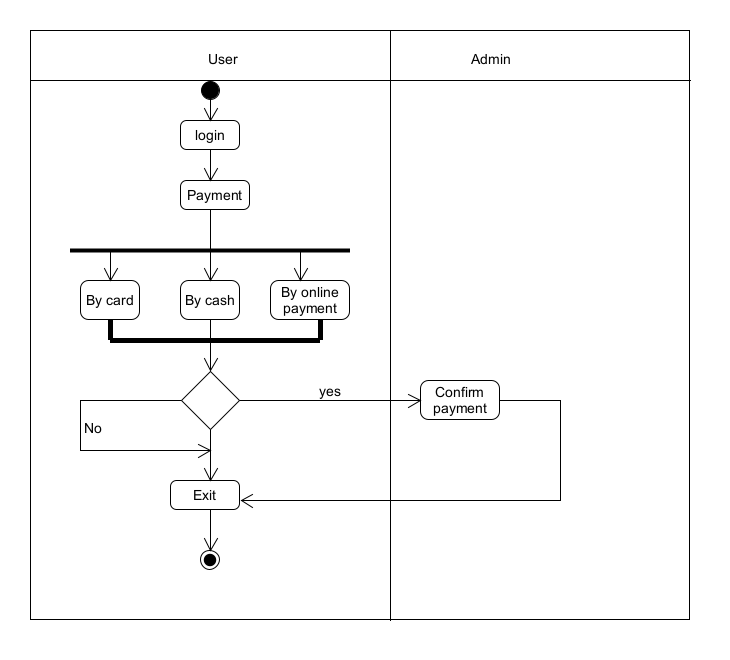 User
Admin
login
Payment
By card
By cash
By online
payment
yes
Confirm
payment
No
Exit